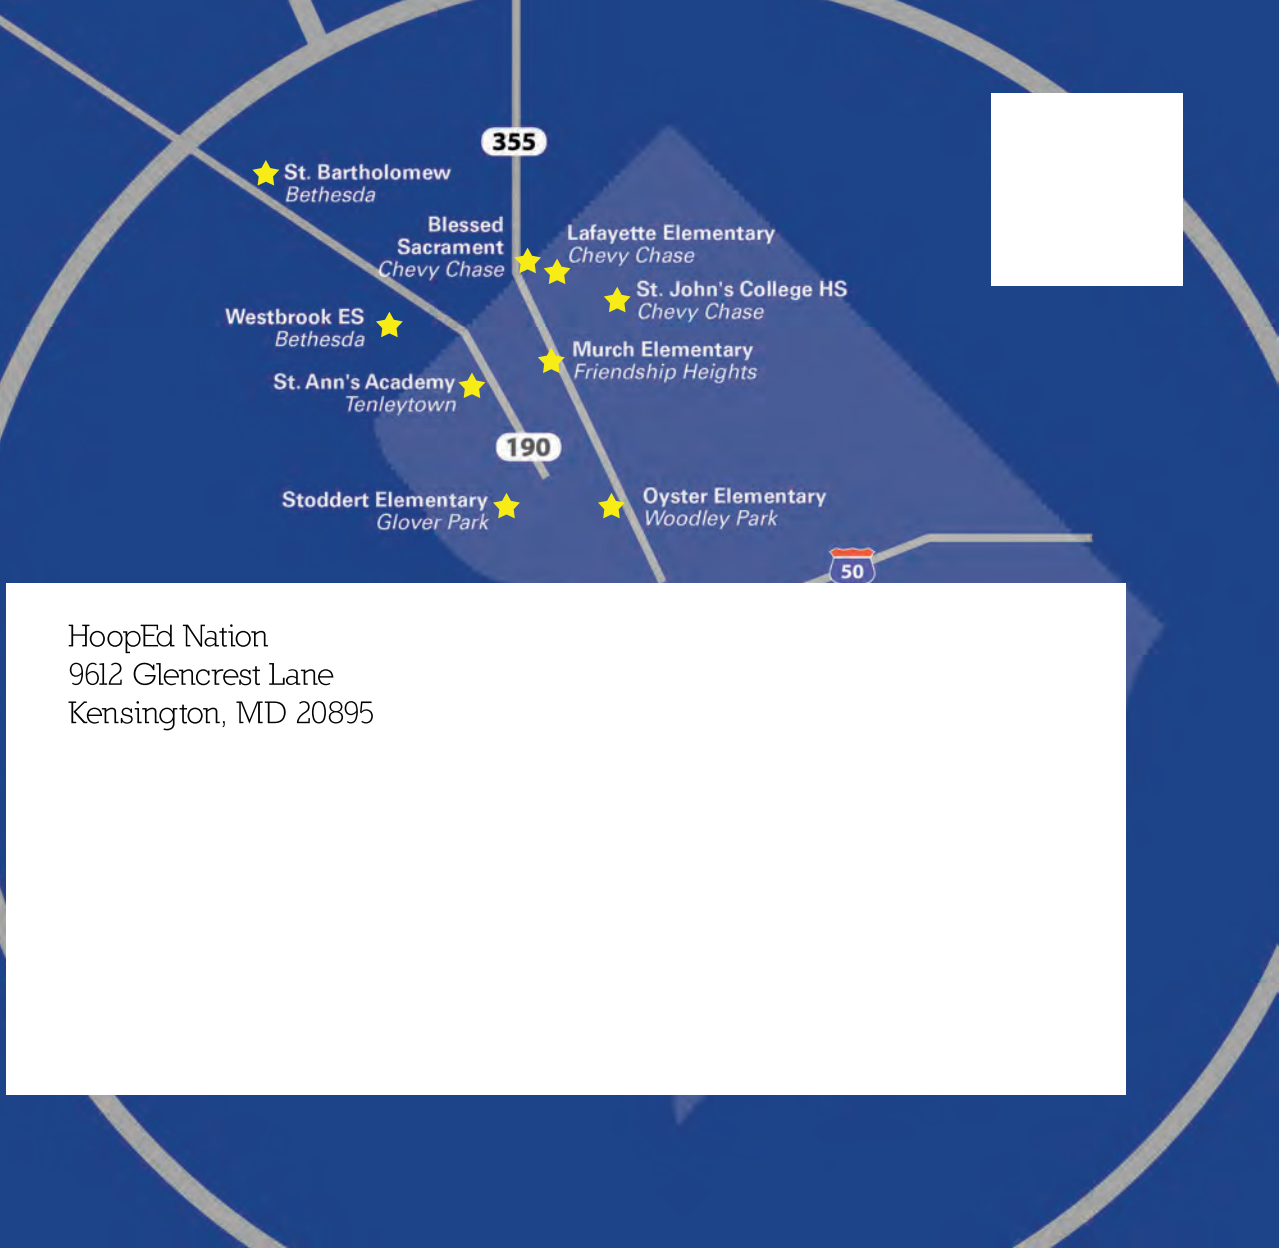 355
St. Bartholomew
Bethesda
Blessed
Sacrament
Chevy Chase
Lafayette Elementary
Chevy Chase
St. John's College HS
Chevy Chase
Westbrook ES
Bethesda
Murch Elementary
Friendship Heights
St. Ann's Academy
Tenleytown
190
Stoddert Elementary
Glover Park
Oyster Elementary
Woodley Park
50
HoopEd Nation
9612 Glencrest Lane
Kensington, MD 20895